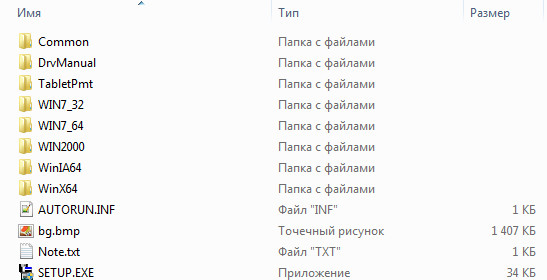 Имя Тип Размер
Common Папка с файлами
DrvManual Папка с файлами
TabletPmt Папка с файлами
WIN7_32 Папка с файлами
WIN7_64 Папка с файлами
WIN2000 Папка с файлами
WinIA64 Папка с файлами
WinX64 Папка с файлами
AUTORUN.INF Файл "INF" 1 КБ
bg.bmp Точечный рисунок 1 407 КБ
Note.txt Файл "TXT" 1 КБ
SETUP.EXE Приложение 34 КБ